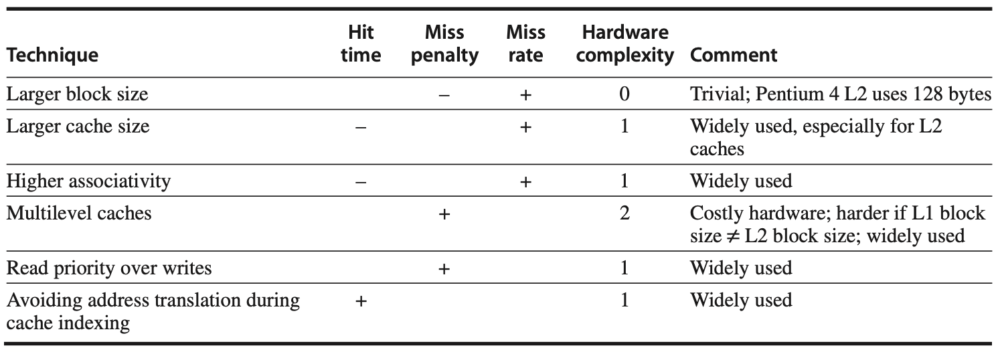 Hit Miss Miss Hardware
Technique time penalty rate complexity Comment
Larger block size – + 0 Trivial; Pentium 4 L2 uses 128 bytes
Larger cache size – + 1 Widely used, especially for L2
caches
Higher associativity – + 1 Widely used
Multilevel caches + 2 Costly hardware; harder if L1 block
size ≠ L2 block size; widely used
Read priority over writes + 1 Widely used
Avoiding address translation during + 1 Widely used
cache indexing